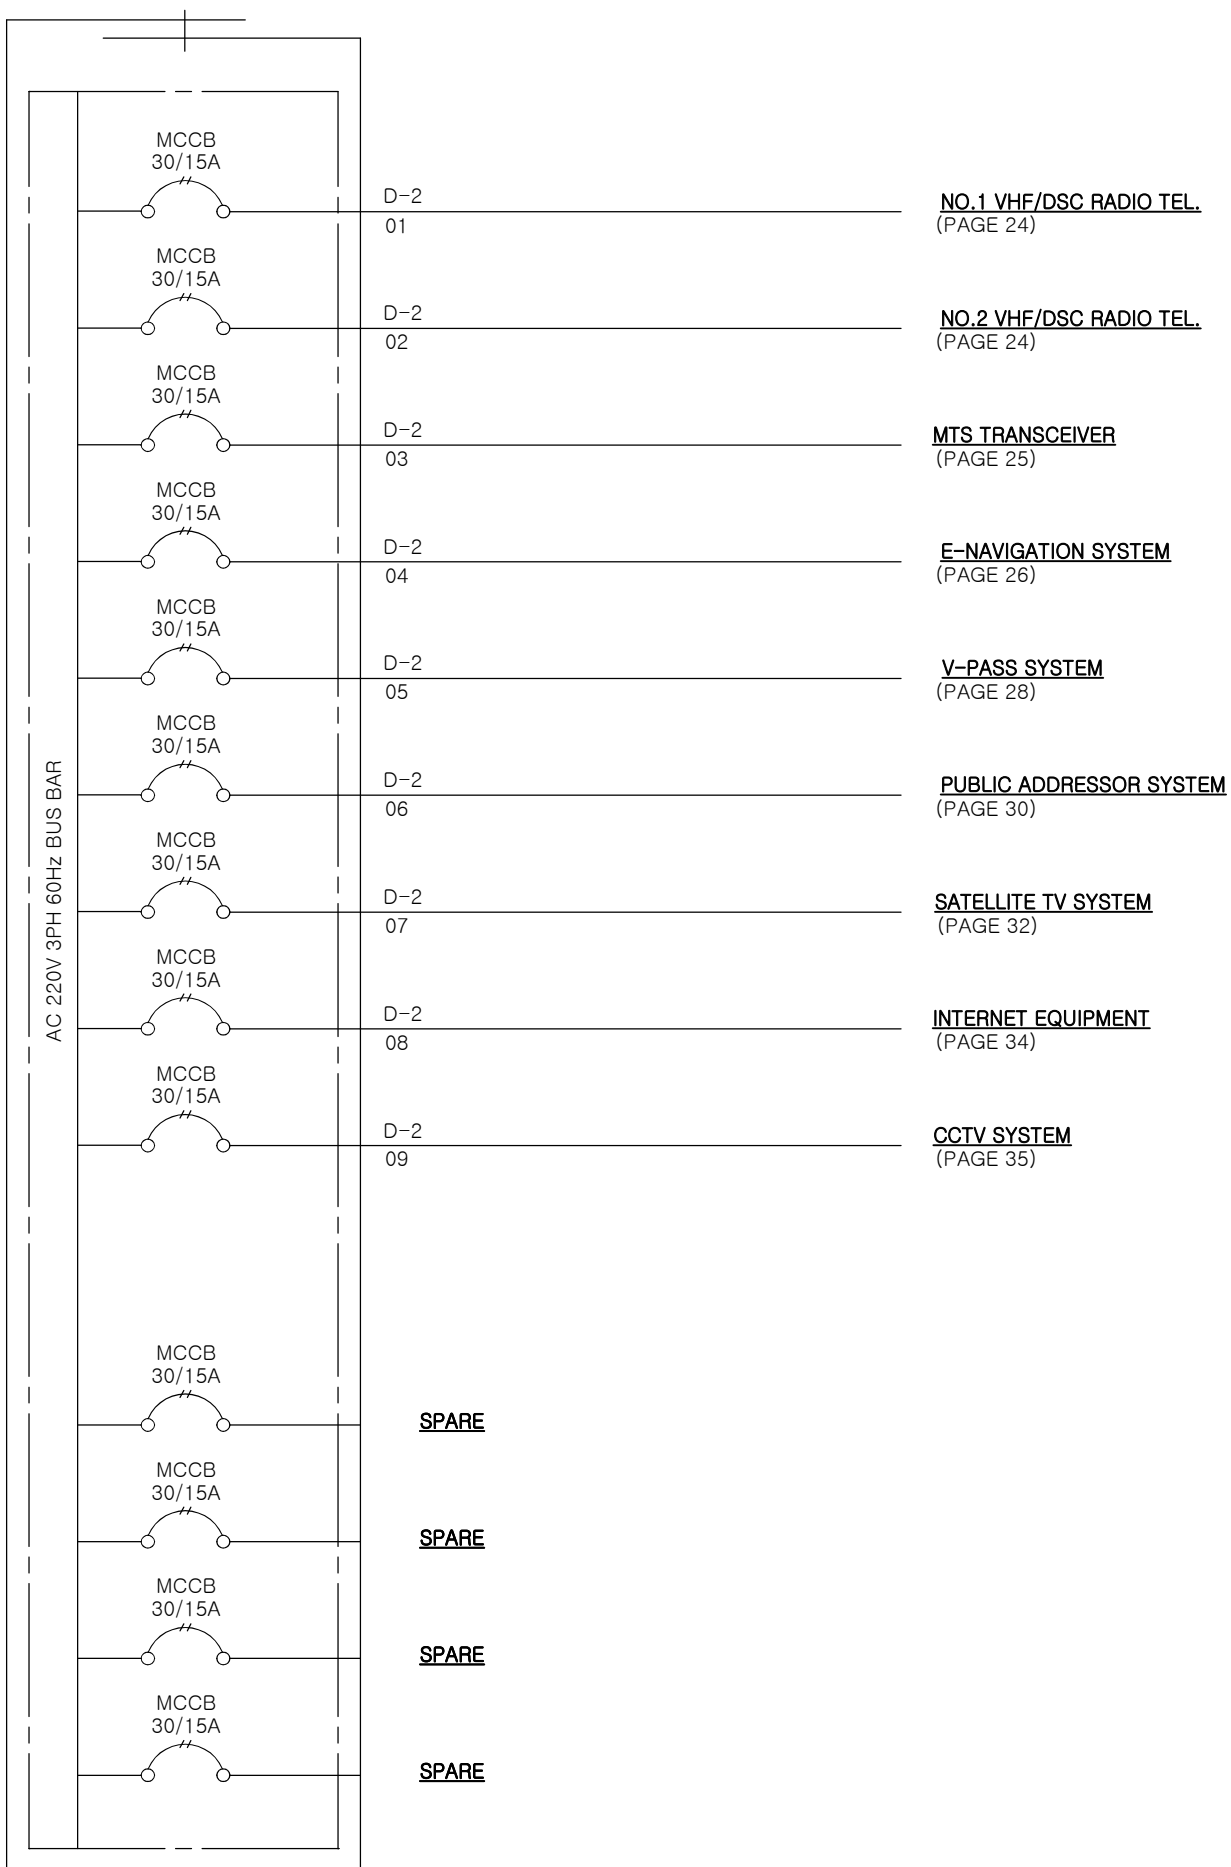 MCCB
30/15A
D-2
01
NO.1 VHF/DSC RADIO TEL.
(PAGE 24)
MCCB
30/15A
D-2
02
NO.2 VHF/DSC RADIO TEL.
(PAGE 24)
MCCB
30/15A
D-2
03
MTS TRANSCEIVER
(PAGE 25)
MCCB
30/15A
D-2
04
E-NAVIGATION SYSTEM
(PAGE 26)
MCCB
30/15A
D-2
05
V-PASS SYSTEM
(PAGE 28)
MCCB
30/15A
D-2
06
PUBLIC ADDRESSOR SYSTEM
(PAGE 30)
AC 220V 3PH 60Hz BUS BAR
MCCB
30/15A
D-2
07
SATELLITE TV SYSTEM
(PAGE 32)
MCCB
30/15A
D-2
08
INTERNET EQUIPMENT
(PAGE 34)
MCCB
30/15A
D-2
09
CCTV SYSTEM
(PAGE 35)
MCCB
30/15A
SPARE
MCCB
30/15A
SPARE
MCCB
30/15A
SPARE
MCCB
30/15A
SPARE